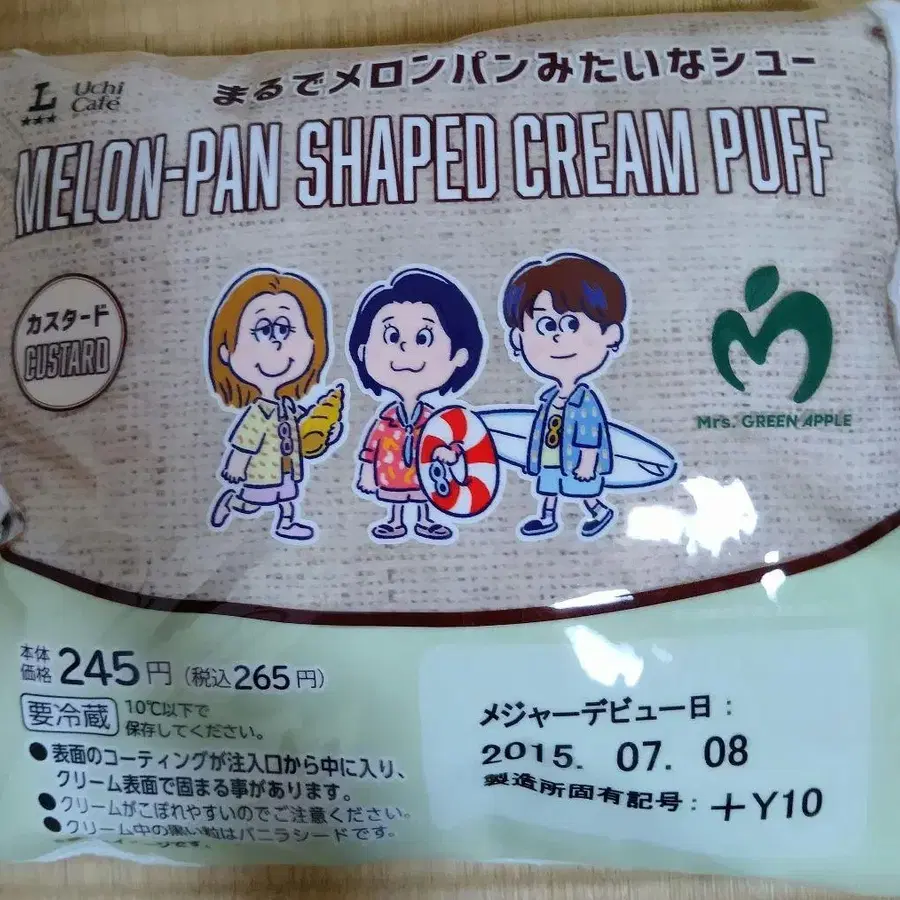 L
Uchi
Café
まるでメロンパンみたいなシュー
MELON-PAN SHAPED CREAM PUFF
カスタード
CUSTARD
Mrs. GREEN APPLE
本体
価格 245円 (税込265円)
要冷蔵 10℃以下で
保存してください。
●表面のコーティングが注入口から中に入り、
クリーム表面で固まる事があります。
●クリームがこぼれやすいのでご注意ください。
●クリーム中の黒い粒はバニラシードです。
メジャーデビュー日:
2015. 07. 08
製造所固有記号: +Y10